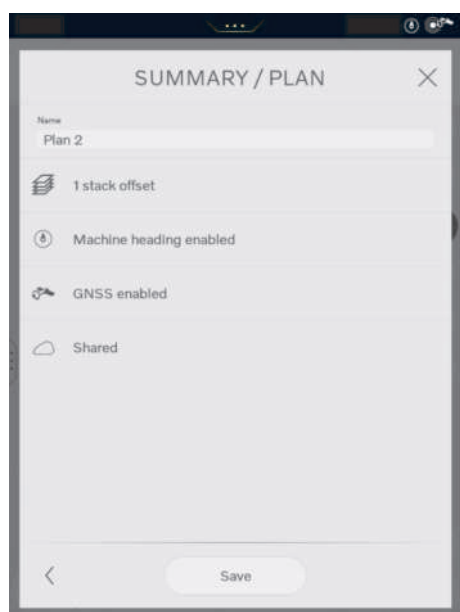 SUMMARY / PLAN
Name
Plan 2
1 stack offset
Machine heading enabled
GNSS enabled
Shared
Save